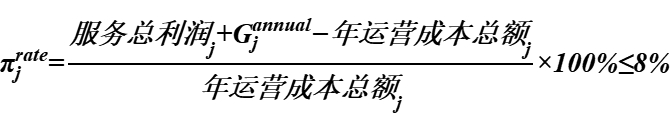 π_j^{rate} = \frac{服务总利润_j + G_j^{annual} − 年运营成本总额_j}{年运营成本总额_j} × 100% ≤ 8%